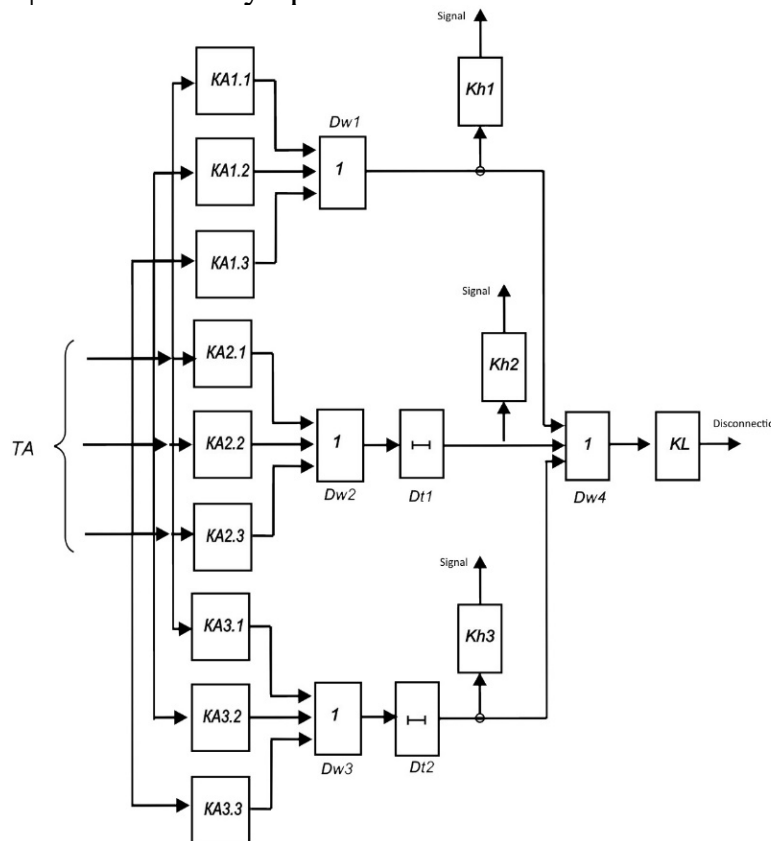 Signal
Kh1
KA1.1
Dw1
1
KA1.2
KA1.3
Signal
Kh2
KA2.1
TA
KA2.2
1
Dw2
Dt1
1
Dw4
KL
Disconnectic
KA2.3
Signal
Kh3
KA3.1
KA3.2
1
Dw3
Dt2
KA3.3